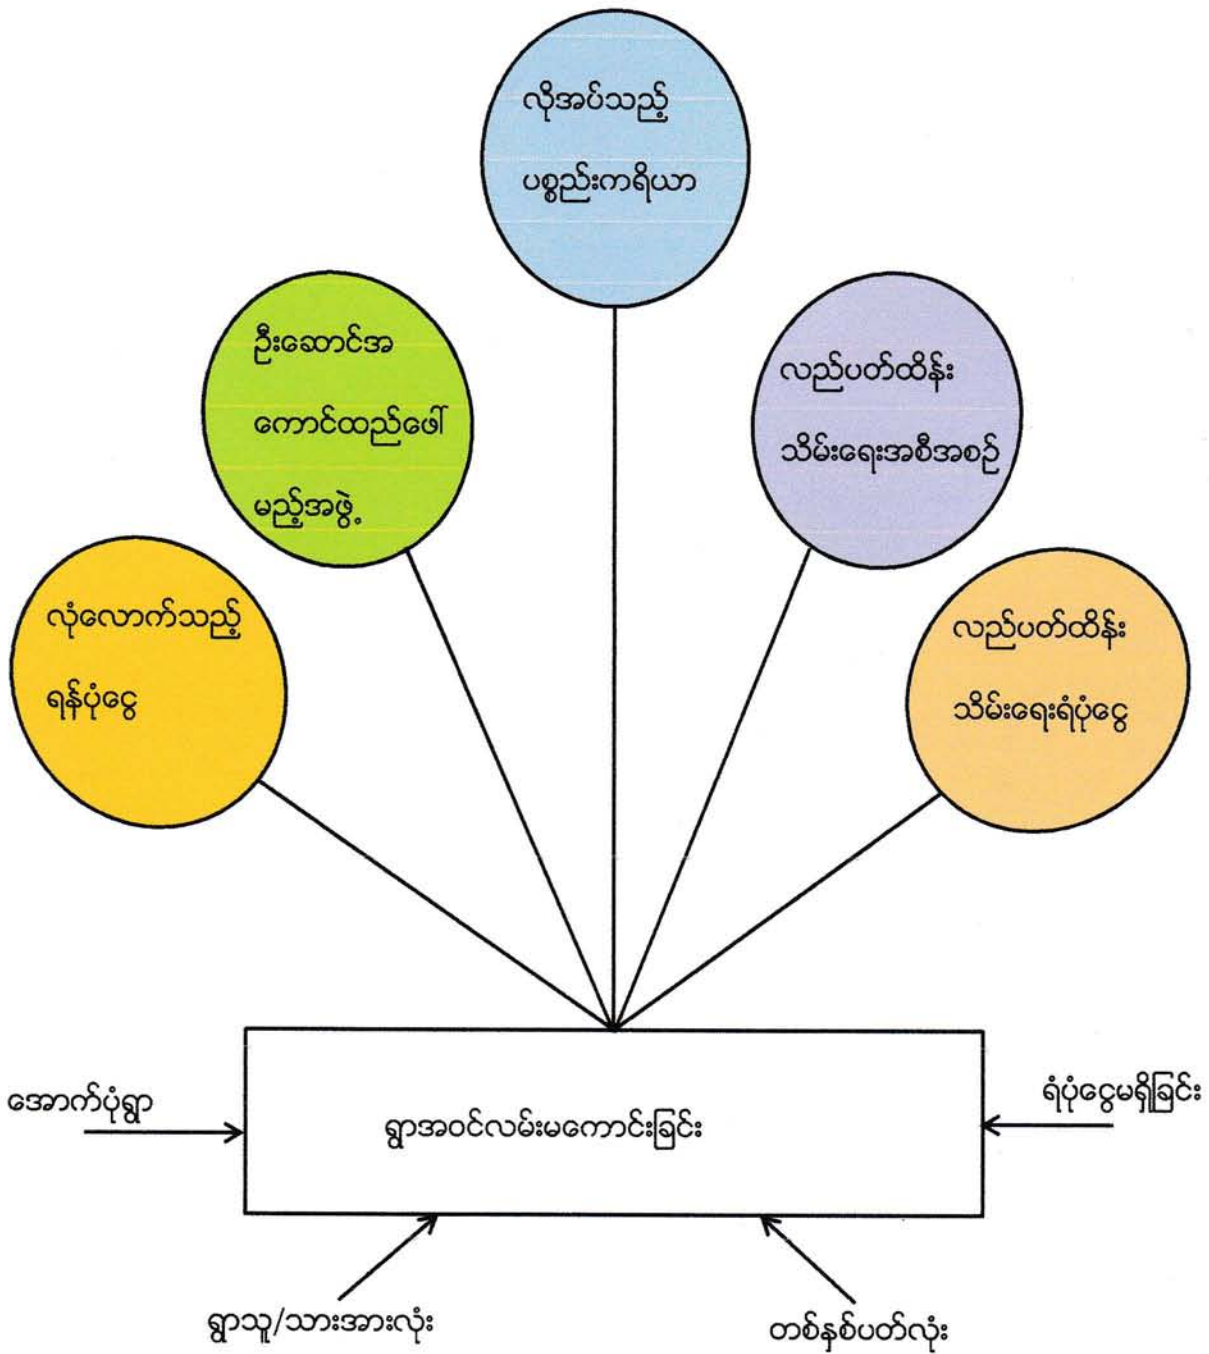 လိုအပ်သည့်
ပစ္စည်းကရိယာ
ဦးဆောင်အ
ကောင်ထည်ဖေါ်
မည့်အဖွဲ့
လည်ပတ်ထိန်း
သိမ်းရေးအစီအစဉ်
လုံလောက်သည့်
ရန်ပုံငွေ
လည်ပတ်ထိန်း
သိမ်းရေးရံပုံငွေ
အောက်ပုံရွာ
ရွာအဝင်လမ်းမကောင်းခြင်း
ရံပုံငွေမရှိခြင်း
ရွာသူ/သားအားလုံး
တစ်နှစ်ပတ်လုံး